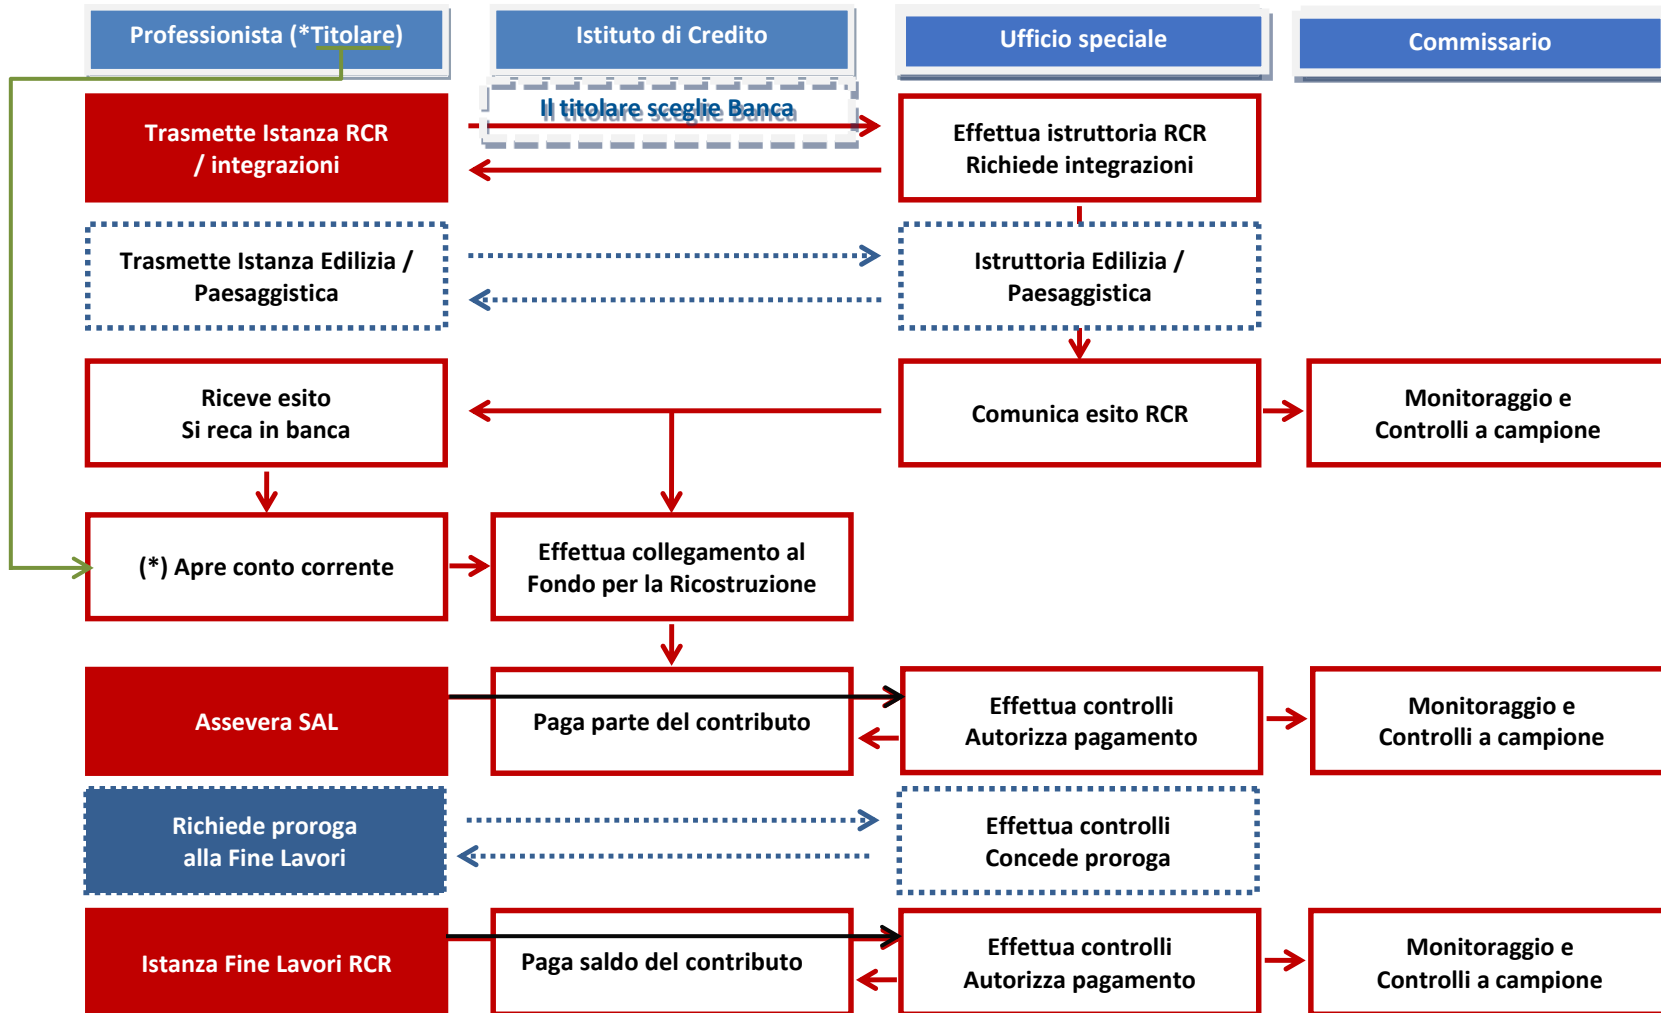 Professionista (*Titolare)
Istituto di Credito
Ufficio speciale
Commissario
Il titolare sceglie Banca
Trasmette Istanza RCR
/ integrazioni
Effettua istruttoria RCR
Richiede integrazioni
Trasmette Istanza Edilizia /
Paesaggistica
Istruttoria Edilizia /
Paesaggistica
Riceve esito
Si reca in banca
Comunica esito RCR
Monitoraggio e
Controlli a campione
(*) Apre conto corrente
Effettua collegamento al
Fondo per la Ricostruzione
Assevera SAL
Paga parte del contributo
Effettua controlli
Autorizza pagamento
Monitoraggio e
Controlli a campione
Richiede proroga
alla Fine Lavori
Effettua controlli
Concede proroga
Istanza Fine Lavori RCR
Paga saldo del contributo
Effettua controlli
Autorizza pagamento
Monitoraggio e
Controlli a campione